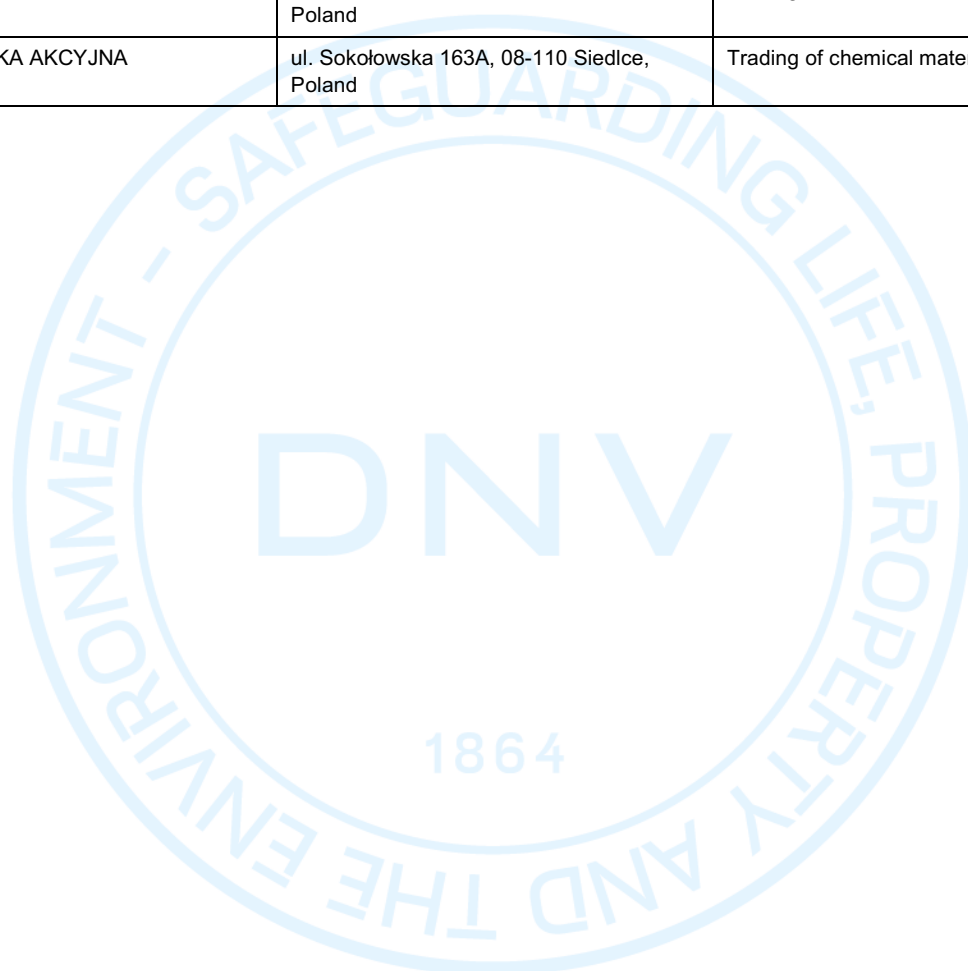 Poland
KA AKCYJNA
ul. Sokołowska 163A, 08-110 Siedlce,
Poland
Trading of chemical mate
SAFEGUARDING LIFE, PROPERTY AND THE ENVIRONMENT -
DNV
1864